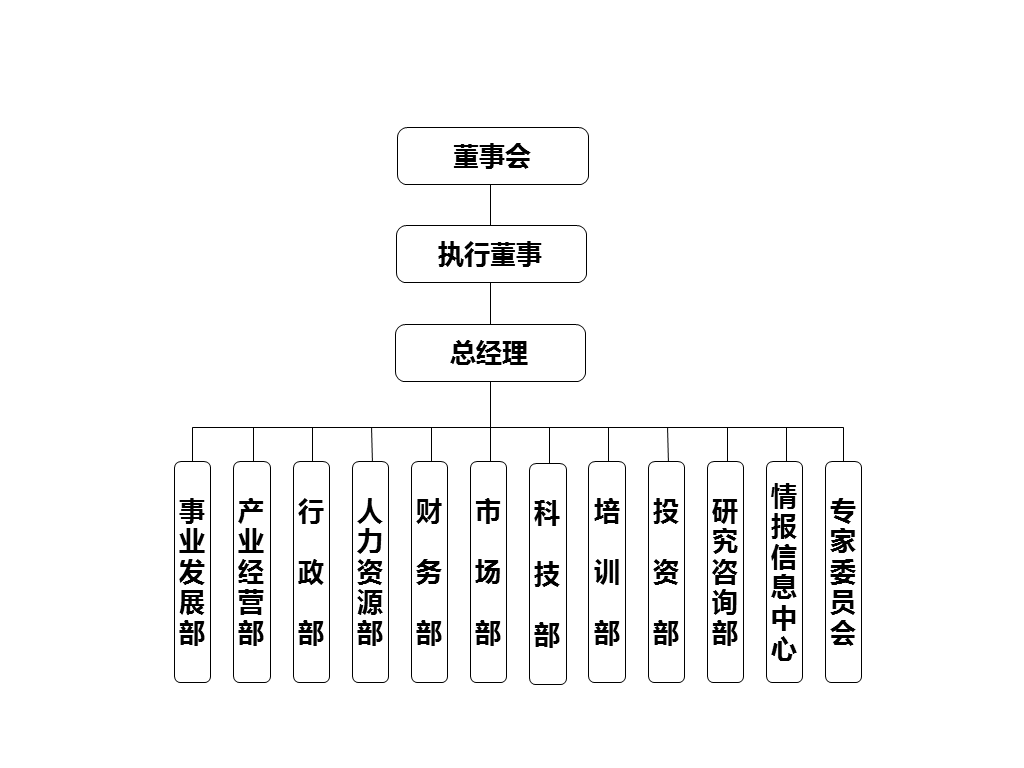 董事会
执行董事
总经理
事业发展部
产业经营部
行政部
人力资源部
财务部
市场部
科技部
培训部
投资部
研究咨询部
情报信息中心
专家委员会